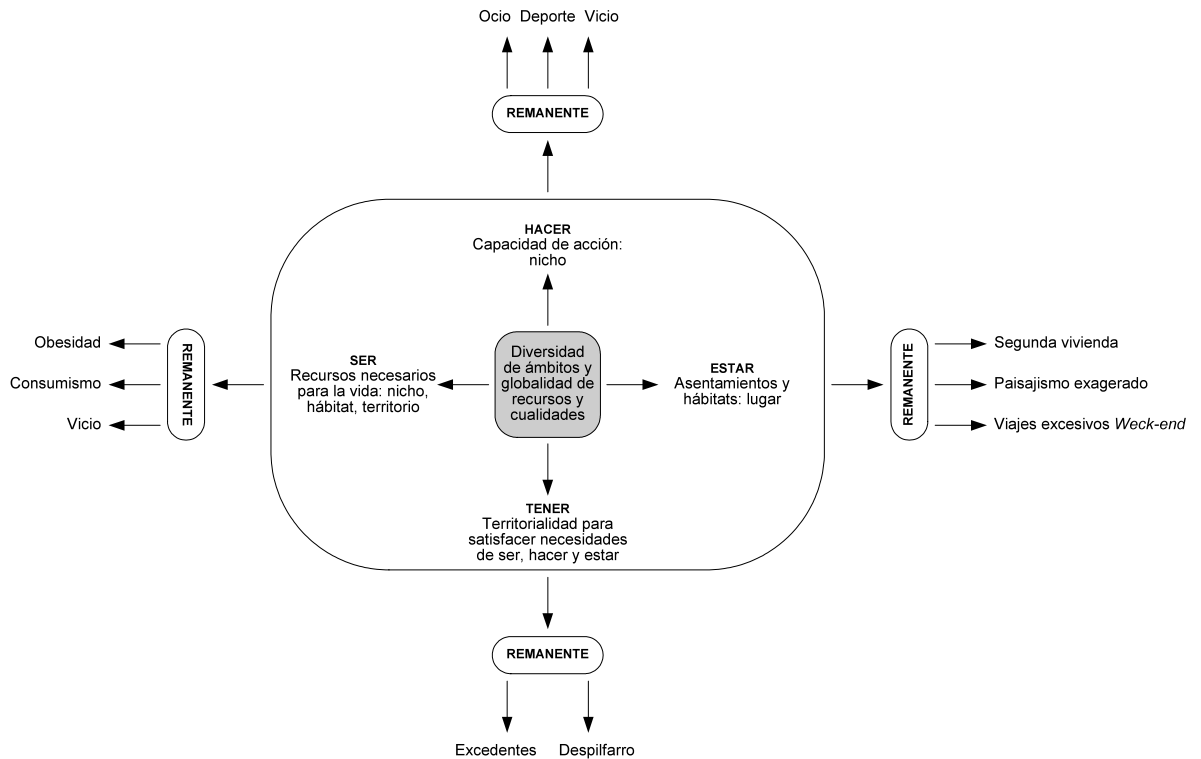 Ocio Deporte Vicio
REMANENTE
HACER
Capacidad de acción:
nicho
Obesidad
Consumismo
Vicio
REMANENTE
SER
Recursos necesarios
para la vida: nicho,
hábitat, territorio
Diversidad
de ámbitos y
globalidad de
recursos y
cualidades
ESTAR
Asentamientos y
hábitats: lugar
REMANENTE
Segunda vivienda
Paisajismo exagerado
Viajes excesivos Weck-end
TENER
Territorialidad para
satisfacer necesidades
de ser, hacer y estar
REMANENTE
Excedentes Despilfarro